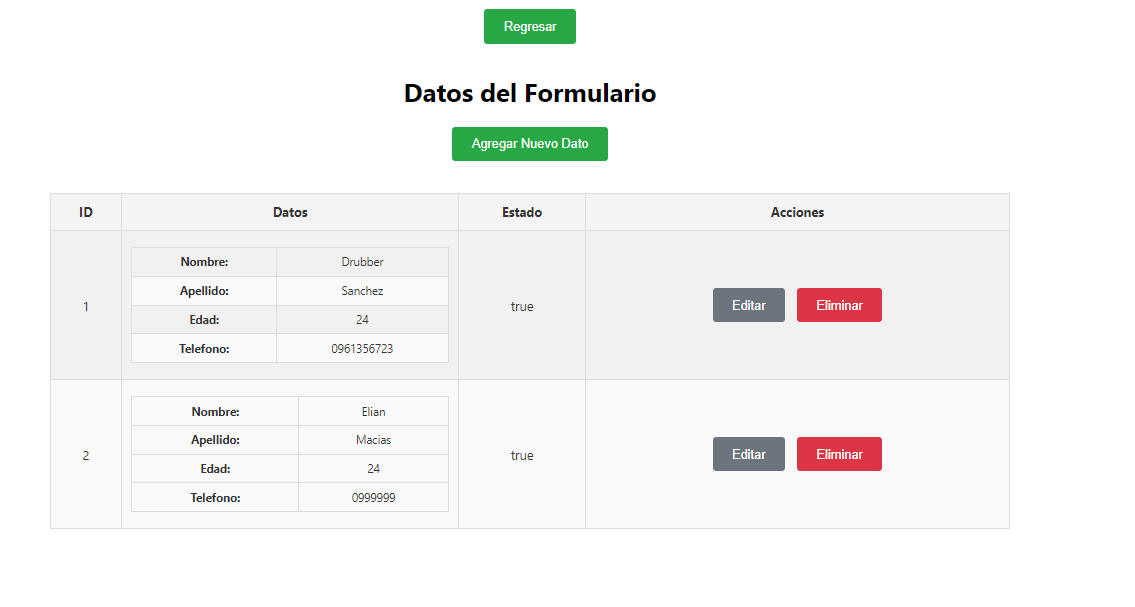 Regresar
Datos del Formulario
Agregar Nuevo Dato
ID Datos Estado Acciones
1
Nombre: Drubber
Apellido: Sanchez
Edad: 24
Telefono: 0961356723
true
Editar Eliminar
2
Nombre: Elian
Apellido: Macias
Edad: 24
Telefono: 0999999
true
Editar Eliminar